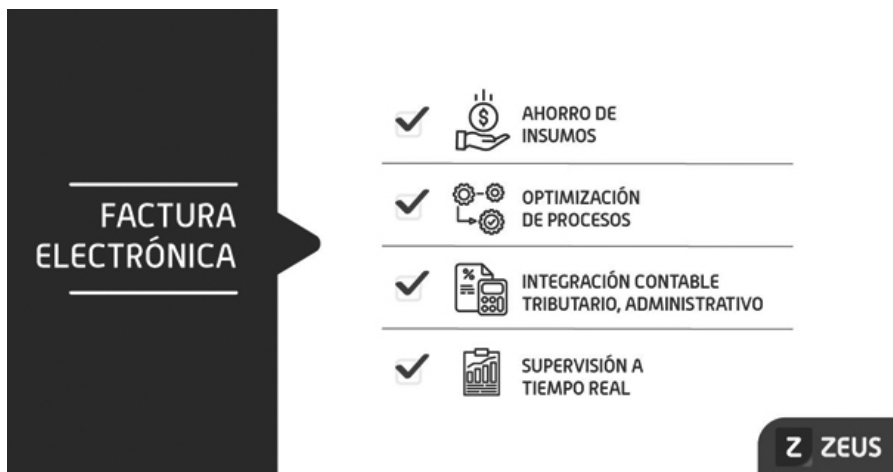 FACTURA
ELECTRÓNICA
AHORRO DE
INSUMOS
OPTIMIZACIÓN
DE PROCESOS
INTEGRACIÓN CONTABLE
TRIBUTARIO, ADMINISTRATIVO
SUPERVISIÓN A
TIEMPO REAL
Z ZEUS